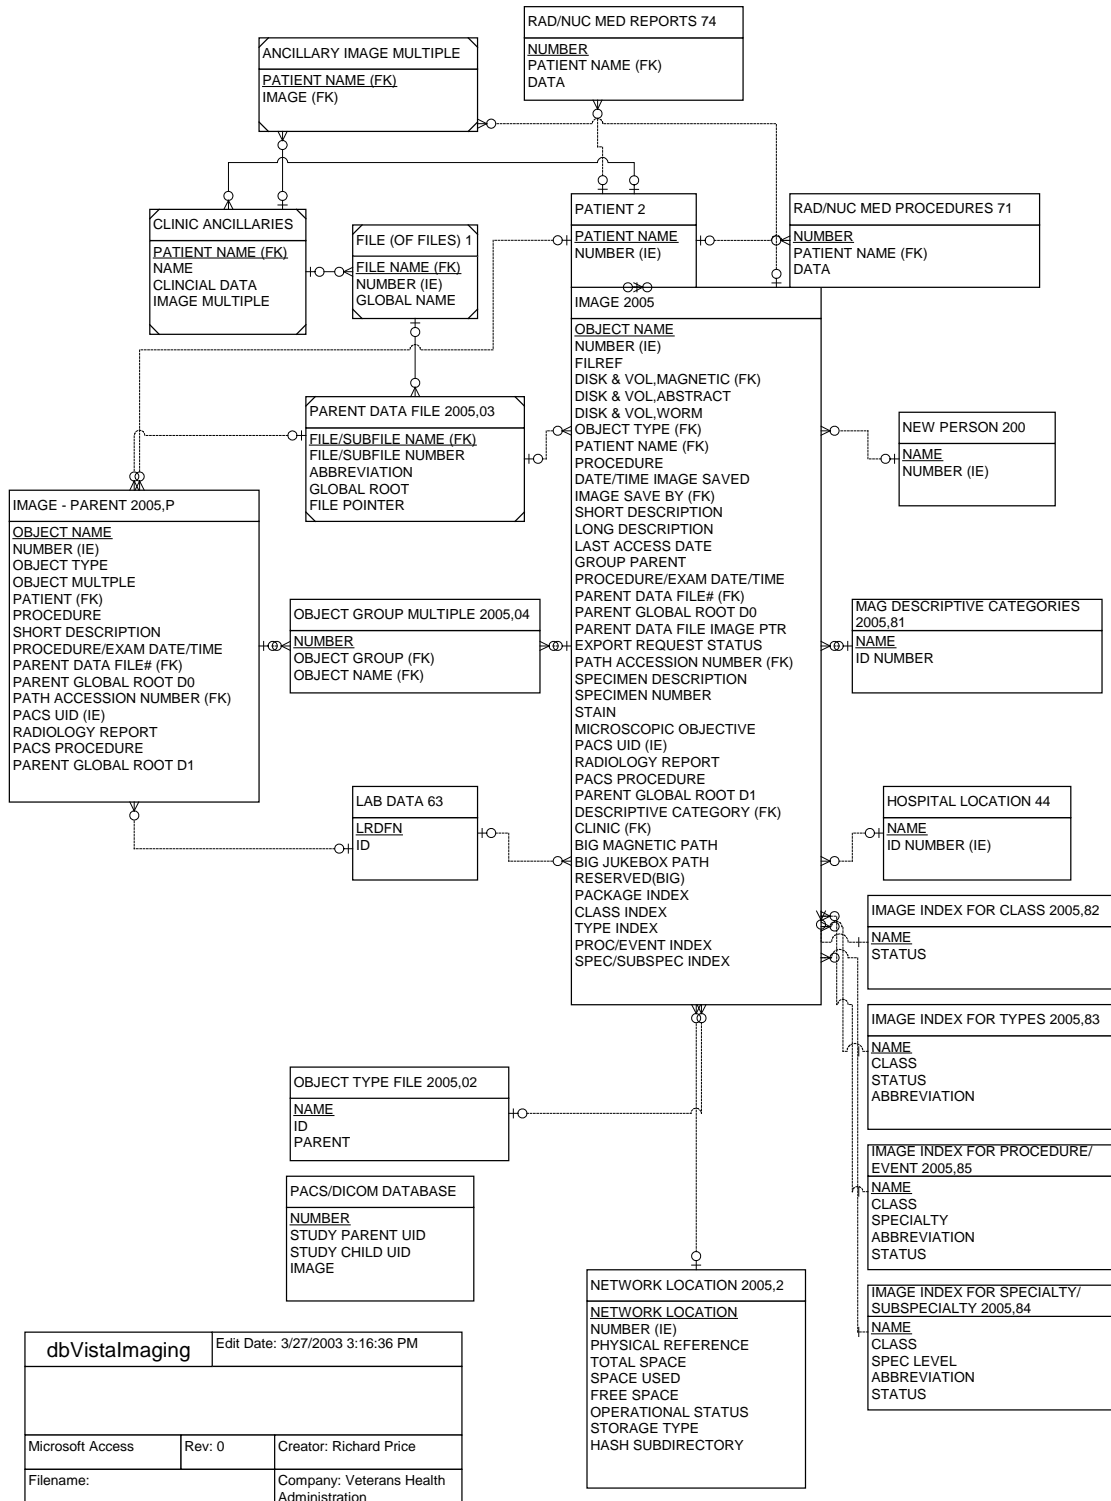 RAD/NUC MED REPORTS 74
NUMBER
PATIENT NAME (FK)
DATA
ANCILLARY IMAGE MULTIPLE
PATIENT NAME (FK)
IMAGE (FK)
CLINIC ANCILLARIES
PATIENT NAME (FK)
NAME
CLINCIAL DATA
IMAGE MULTIPLE
FILE (OF FILES) 1
FILE NAME (FK)
NUMBER (IE)
GLOBAL NAME
PATIENT 2
PATIENT NAME
NUMBER (IE)
RAD/NUC MED PROCEDURES 71
NUMBER
PATIENT NAME (FK)
DATA
IMAGE 2005
OBJECT NAME
NUMBER (IE)
FILREF
DISK & VOL,MAGNETIC (FK)
DISK & VOL,ABSTRACT
DISK & VOL,WORM
OBJECT TYPE (FK)
PATIENT NAME (FK)
PROCEDURE
DATE/TIME IMAGE SAVED
IMAGE SAVE BY (FK)
SHORT DESCRIPTION
LONG DESCRIPTION
LAST ACCESS DATE
GROUP PARENT
PROCEDURE/EXAM DATE/TIME
PARENT DATA FILE# (FK)
PARENT GLOBAL ROOT D0
PARENT DATA FILE IMAGE PTR
EXPORT REQUEST STATUS
PATH ACCESSION NUMBER (FK)
SPECIMEN DESCRIPTION
SPECIMEN NUMBER
STAIN
MICROSCOPIC OBJECTIVE
PACS UID (IE)
RADIOLOGY REPORT
PACS PROCEDURE
PARENT GLOBAL ROOT D1
DESCRIPTIVE CATEGORY (FK)
CLINIC (FK)
BIG MAGNETIC PATH
BIG JUKEBOX PATH
RESERVED(BIG)
PACKAGE INDEX
CLASS INDEX
TYPE INDEX
PROC/EVENT INDEX
SPEC/SUBSPEC INDEX
PARENT DATA FILE 2005,03
FILE/SUBFILE NAME (FK)
FILE/SUBFILE NUMBER
ABBREVIATION
GLOBAL ROOT
FILE POINTER
NEW PERSON 200
NAME
NUMBER (IE)
IMAGE - PARENT 2005,P
OBJECT NAME
NUMBER (IE)
OBJECT TYPE
OBJECT MULTPLE
PATIENT (FK)
PROCEDURE
SHORT DESCRIPTION
PROCEDURE/EXAM DATE/TIME
PARENT DATA FILE# (FK)
PARENT GLOBAL ROOT D0
PATH ACCESSION NUMBER (FK)
PACS UID (IE)
RADIOLOGY REPORT
PACS PROCEDURE
PARENT GLOBAL ROOT D1
OBJECT GROUP MULTIPLE 2005,04
NUMBER
OBJECT GROUP (FK)
OBJECT NAME (FK)
MAG DESCRIPTIVE CATEGORIES
2005,81
NAME
ID NUMBER
LAB DATA 63
LRDFN
ID
HOSPITAL LOCATION 44
NAME
ID NUMBER (IE)
IMAGE INDEX FOR CLASS 2005,82
NAME
STATUS
IMAGE INDEX FOR TYPES 2005,83
NAME
CLASS
STATUS
ABBREVIATION
OBJECT TYPE FILE 2005,02
NAME
ID
PARENT
IMAGE INDEX FOR PROCEDURE/
EVENT 2005,85
NAME
CLASS
SPECIALTY
ABBREVIATION
STATUS
PACS/DICOM DATABASE
NUMBER
STUDY PARENT UID
STUDY CHILD UID
IMAGE
NETWORK LOCATION 2005,2
NETWORK LOCATION
NUMBER (IE)
PHYSICAL REFERENCE
TOTAL SPACE
SPACE USED
FREE SPACE
OPERATIONAL STATUS
STORAGE TYPE
HASH SUBDIRECTORY
IMAGE INDEX FOR SPECIALTY/
SUBSPECIALTY 2005,84
NAME
CLASS
SPEC LEVEL
ABBREVIATION
STATUS
dbVistaImaging
Edit Date: 3/27/2003 3:16:36 PM
Microsoft Access
Rev: 0
Creator: Richard Price
Filename:
Company: Veterans Health
Administration